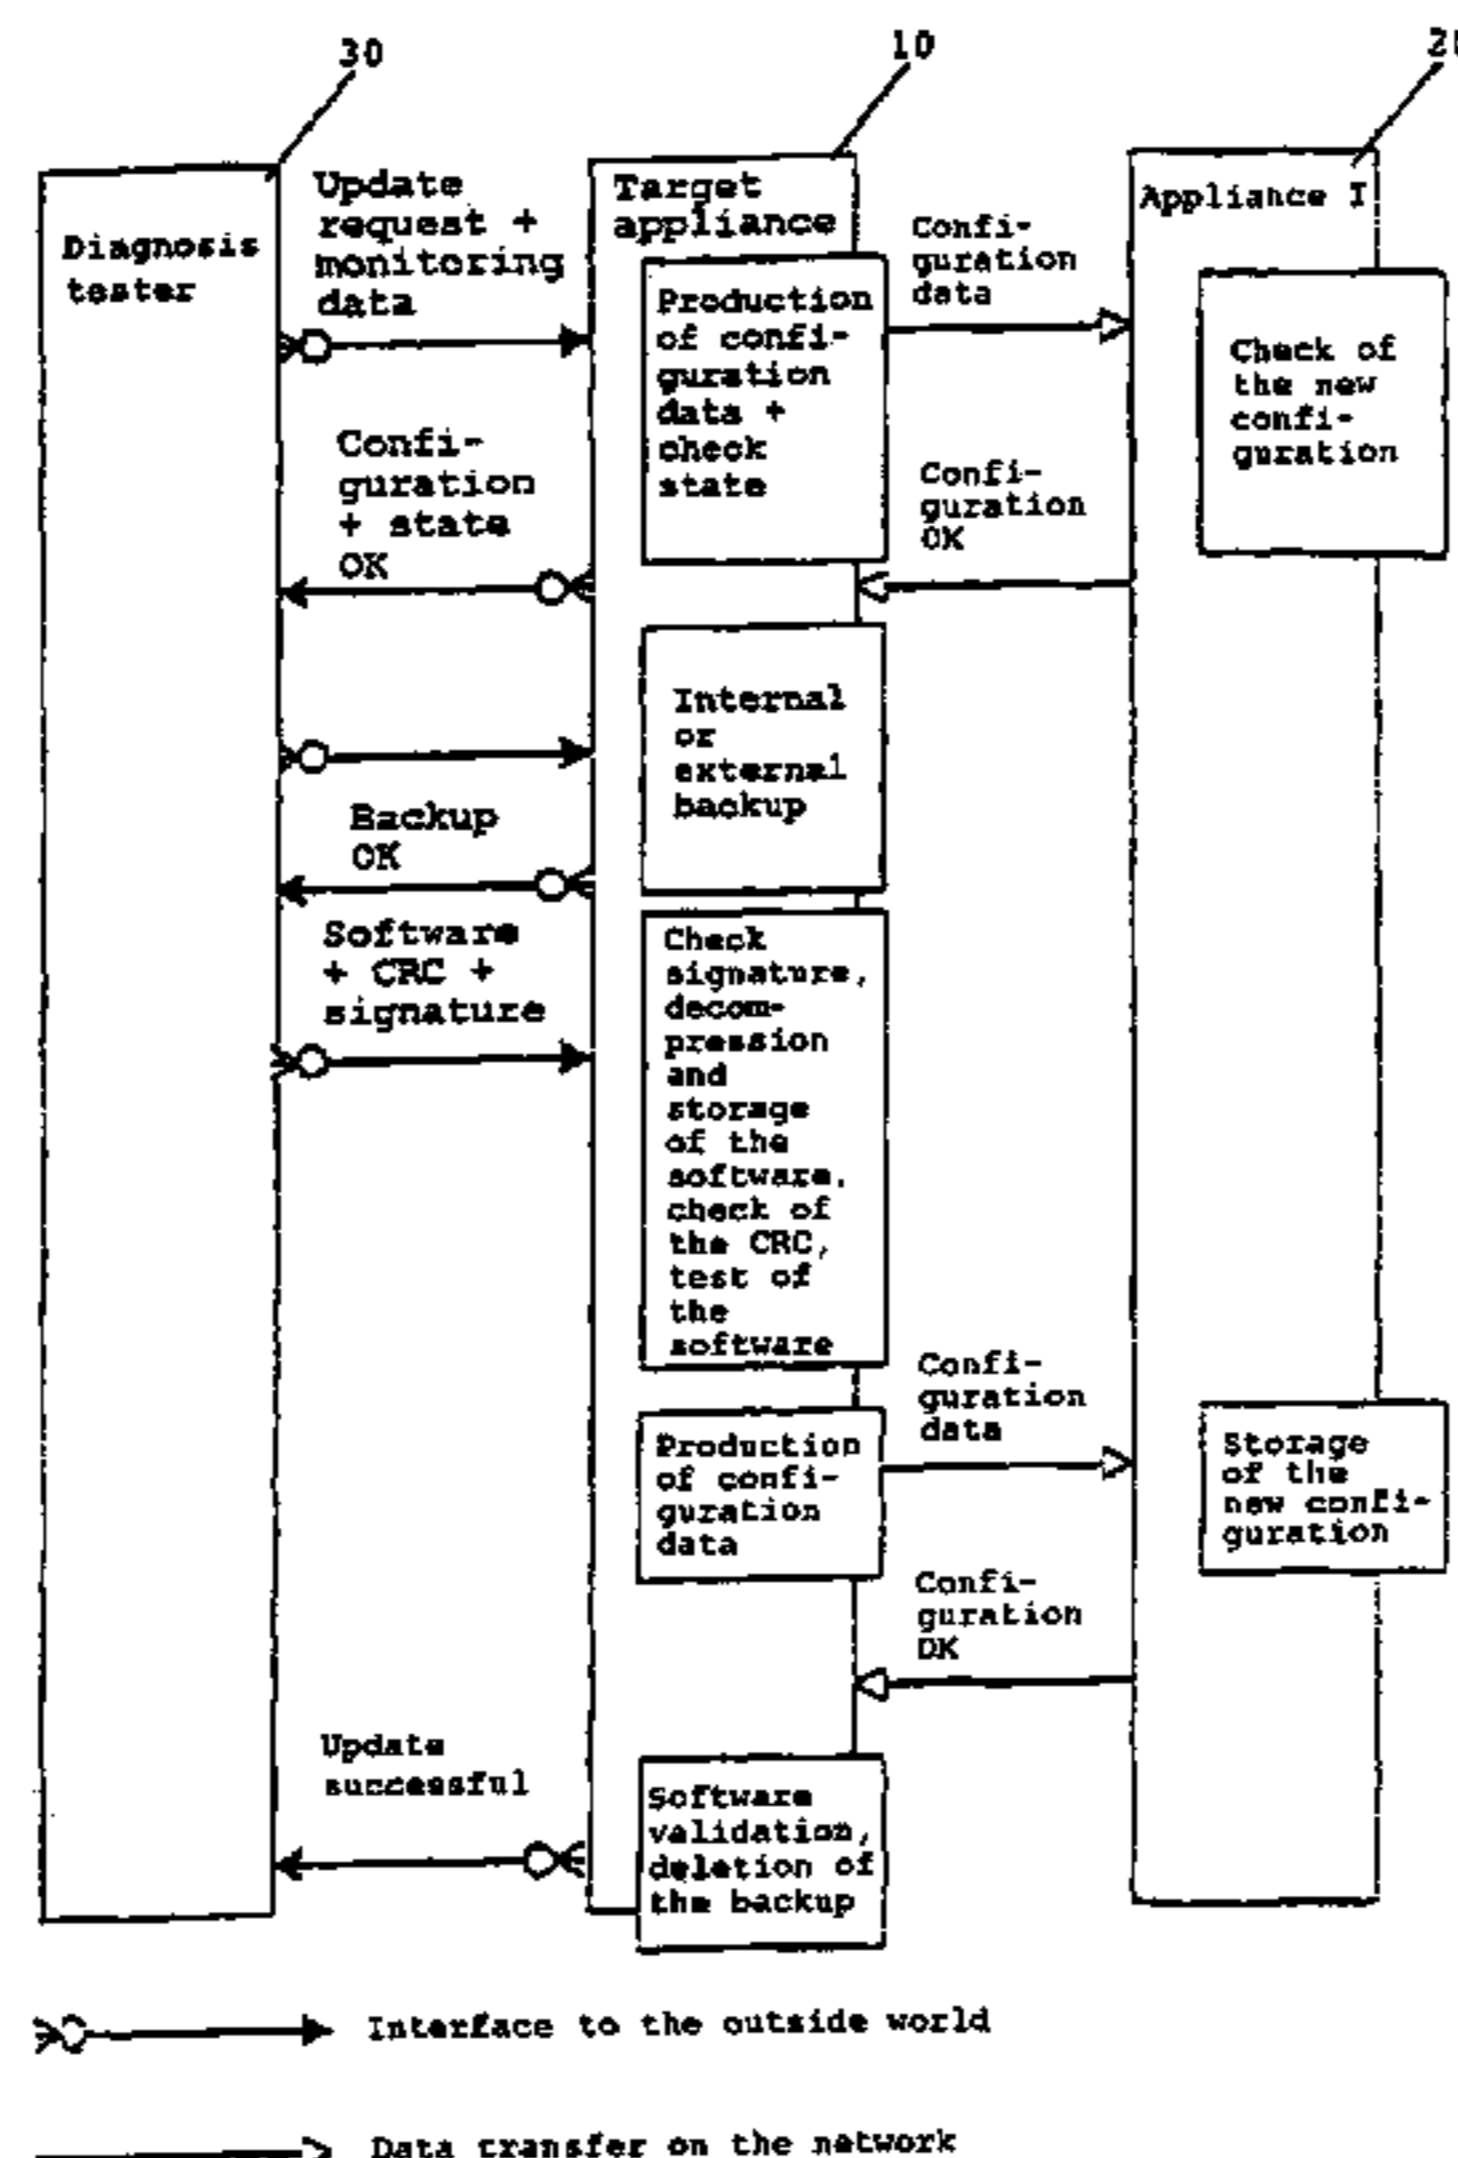 30
10
Diagnosis
tester
Update
request +
monitoring
data
Target
appliance
Production
of confi-
guration
data +
check
state
Confi-
guration
data
Appliance I
Check of
the new
confi-
guration
Confi-
guration
+ state
OK
Confi-
guration
OK
Internal
or
external
backup
Backup
OK
Software
+ CRC +
signature
Check
signature,
decom-
pression
and
storage
of the
software,
check of
the CRC,
test of
the
software
Production
of confi-
guration
data
Confi-
guration
data
Storage
of the
new confi-
guration
Confi-
guration
OK
Update
successful
Software
validation,
deletion of
the backup
Interface to the outside world
Data transfer on the network